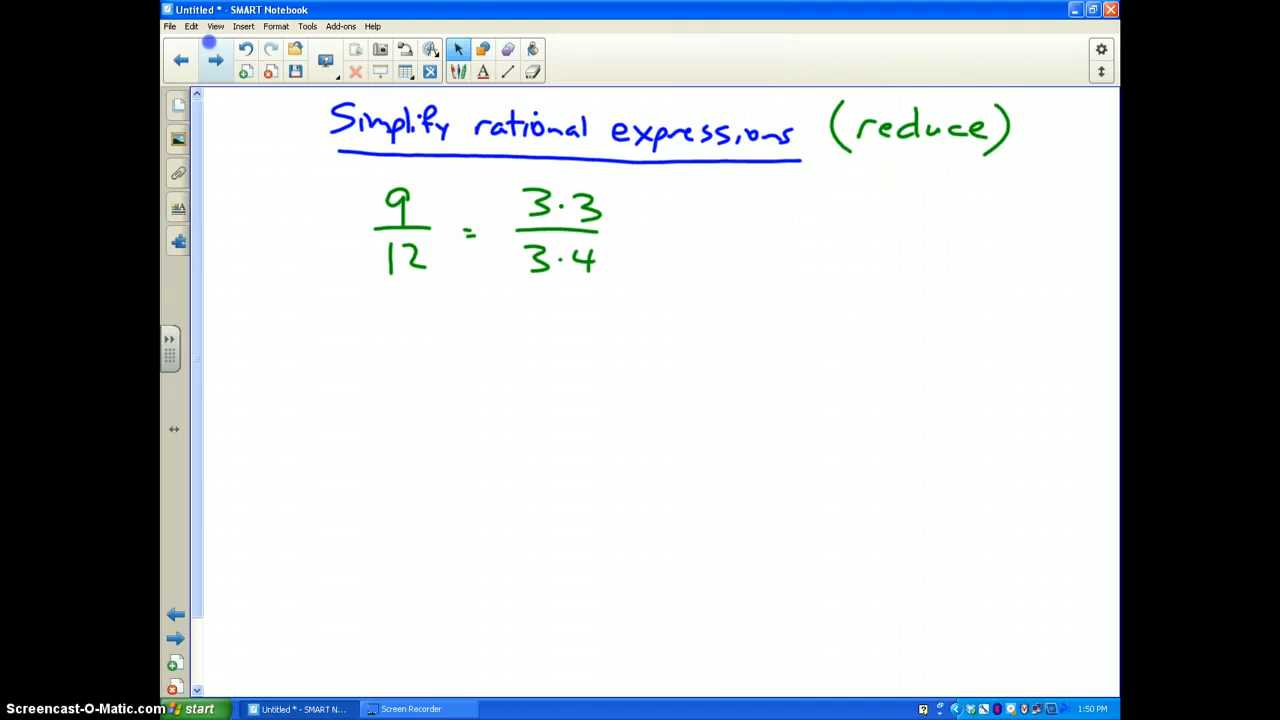 Untitled * - SMART Notebook
File Edit View Insert Format Tools Add-ons Help
Simplify rational expressions (reduce)
9/12 = 3·3/3·4
Screencast-O-Matic.com
start
Untitled * - SMART N...
Screen Recorder
1:50 PM